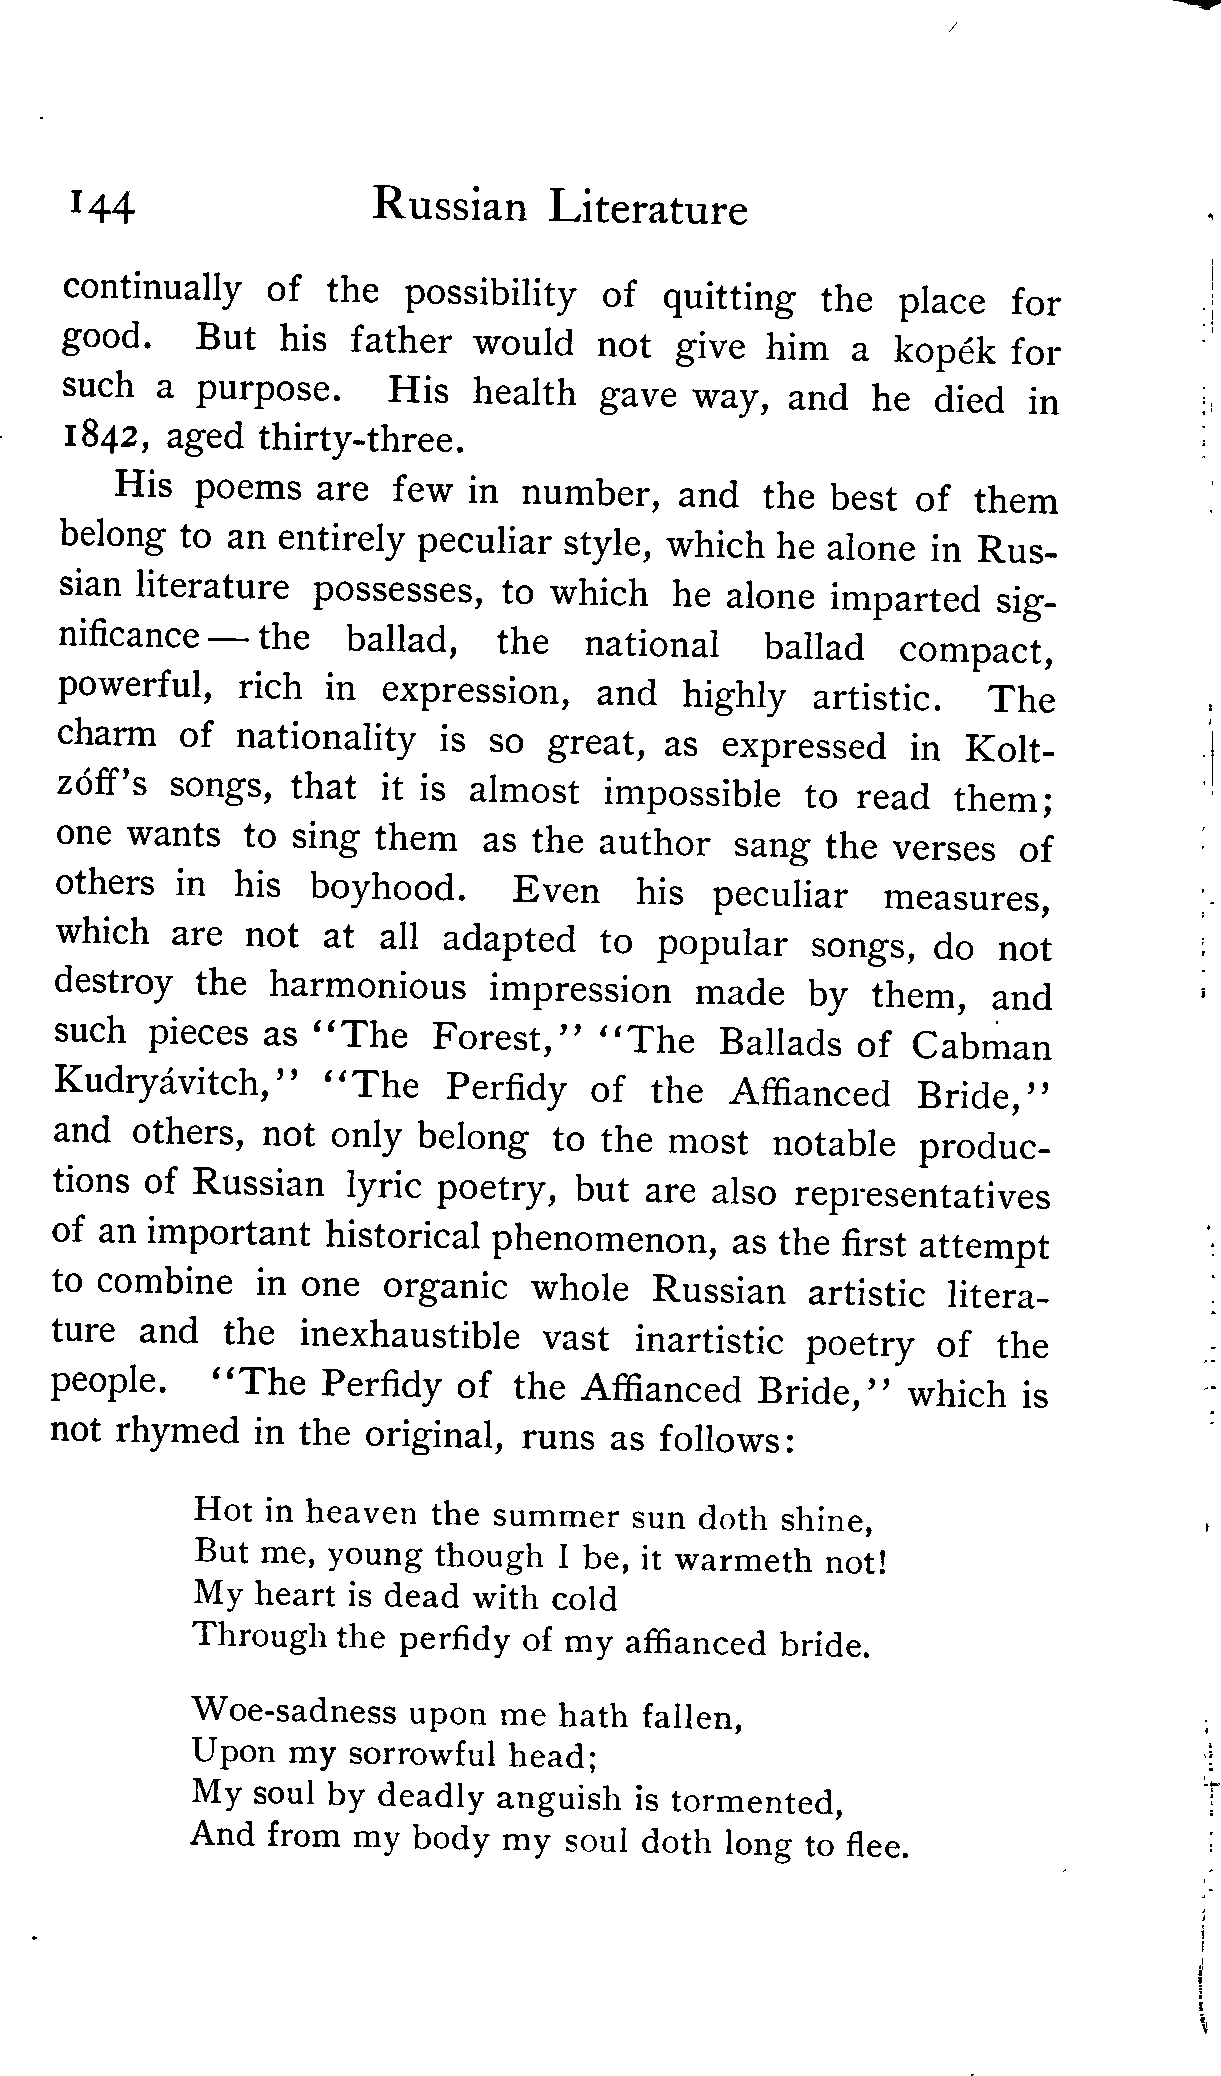 144 Russian Literature
continually of the possibility of quitting the place for
good. But his father would not give him a kopék for
such a purpose. His health gave way, and he died in
1842, aged thirty-three.
His poems are few in number, and the best of them
belong to an entirely peculiar style, which he alone in Rus-
sian literature possesses, to which he alone imparted sig-
nificance — the ballad, the national ballad compact,
powerful, rich in expression, and highly artistic. The
charm of nationality is so great, as expressed in Kolt-
zóff's songs, that it is almost impossible to read them;
one wants to sing them as the author sang the verses of
others in his boyhood. Even his peculiar measures,
which are not at all adapted to popular songs, do not
destroy the harmonious impression made by them, and
such pieces as "The Forest," "The Ballads of Cabman
Kudryávitch," "The Perfidy of the Affianced Bride,"
and others, not only belong to the most notable produc-
tions of Russian lyric poetry, but are also representatives
of an important historical phenomenon, as the first attempt
to combine in one organic whole Russian artistic litera-
ture and the inexhaustible vast inartistic poetry of the
people. "The Perfidy of the Affianced Bride," which is
not rhymed in the original, runs as follows:
Hot in heaven the summer sun doth shine,
But me, young though I be, it warmeth not!
My heart is dead with cold
Through the perfidy of my affianced bride.
Woe-sadness upon me hath fallen,
Upon my sorrowful head;
My soul by deadly anguish is tormented,
And from my body my soul doth long to flee.